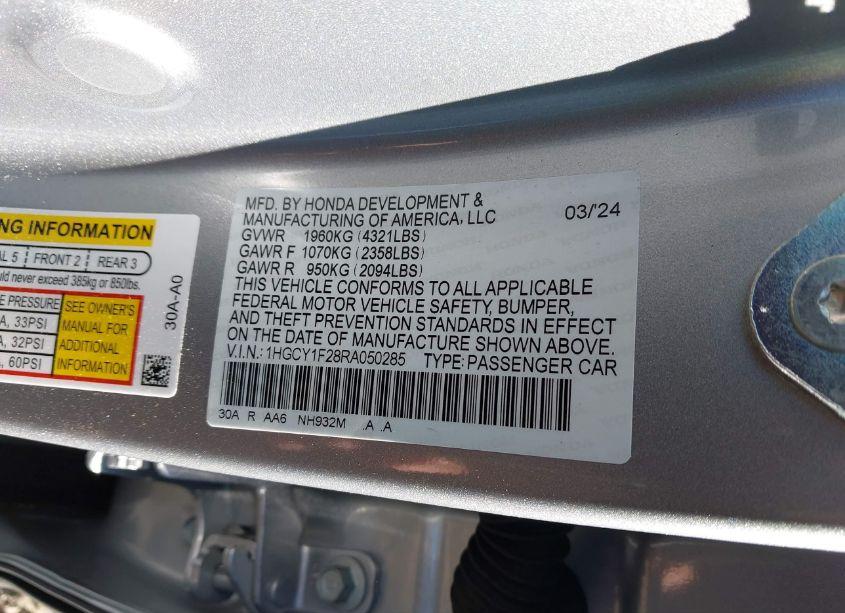 NG INFORMATION
AL 5 FRONT 2 REAR 3
uld never exceed 385kg or 850lbs.
E PRESSURE
A, 33PSI
A, 32PSI
A, 60PSI
SEE OWNER'S
MANUAL FOR
ADDITIONAL
INFORMATION
30A-A0
MFD. BY HONDA DEVELOPMENT &
MANUFACTURING OF AMERICA, LLC 03/'24
GVWR 1960KG (4321LBS)
GAWR F 1070KG (2358LBS)
GAWR R 950KG (2094LBS)
THIS VEHICLE CONFORMS TO ALL APPLICABLE
FEDERAL MOTOR VEHICLE SAFETY, BUMPER,
AND THEFT PREVENTION STANDARDS IN EFFECT
ON THE DATE OF MANUFACTURE SHOWN ABOVE.
V.I.N.: 1HGCY1F28RA050285 TYPE: PASSENGER CAR
30A R AA6 NH932M .A .A